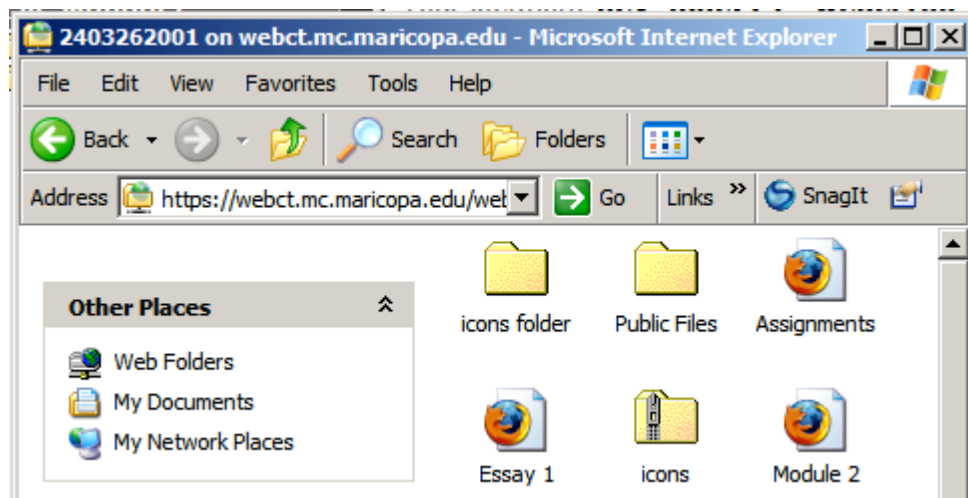 2403262001 on webct.mc.maricopa.edu - Microsoft Internet Explorer
File Edit View Favorites Tools Help
Back Search Folders
Address https://webct.mc.maricopa.edu/wet Go Links » SnagIt
Other Places
Web Folders
My Documents
My Network Places
icons folder Public Files Assignments
Essay 1 icons Module 2